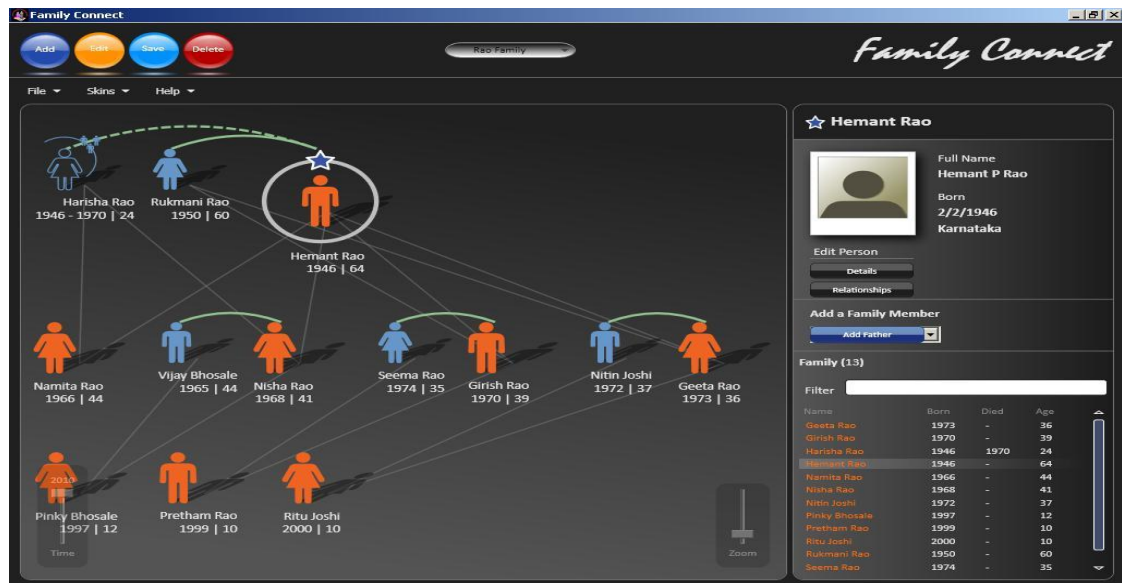 Family Connect
Add Edit Save Delete
Rao Family
Family Connect
File Skins Help
Harisha Rao
1946 - 1970 | 24
Rukmani Rao
1950 | 60
Hemant Rao
1946 | 64
Namita Rao
1966 | 44
Vijay Bhosale
1965 | 44
Nisha Rao
1968 | 41
Seema Rao
1974 | 35
Girish Rao
1970 | 39
Nitin Joshi
1972 | 37
Geeta Rao
1973 | 36
Pinky Bhosale
1997 | 12
Pretham Rao
1999 | 10
Ritu Joshi
2000 | 10
2010
Time
Zoom
Hemant Rao
Full Name
Hemant P Rao
Born
2/2/1946
Karnataka
Edit Person
Details
Relationships
Add a Family Member
Add Father
Family (13)
Filter
Name Born Died Age
Geeta Rao 1973 - 36
Girish Rao 1970 - 39
Harisha Rao 1946 1970 24
Hemant Rao 1946 - 64
Namita Rao 1966 - 44
Nisha Rao 1968 - 41
Nitin Joshi 1972 - 37
Pinky Bhosale 1997 - 12
Pretham Rao 1999 - 10
Ritu Joshi 2000 - 10
Rukmani Rao 1950 - 60
Seema Rao 1974 - 35